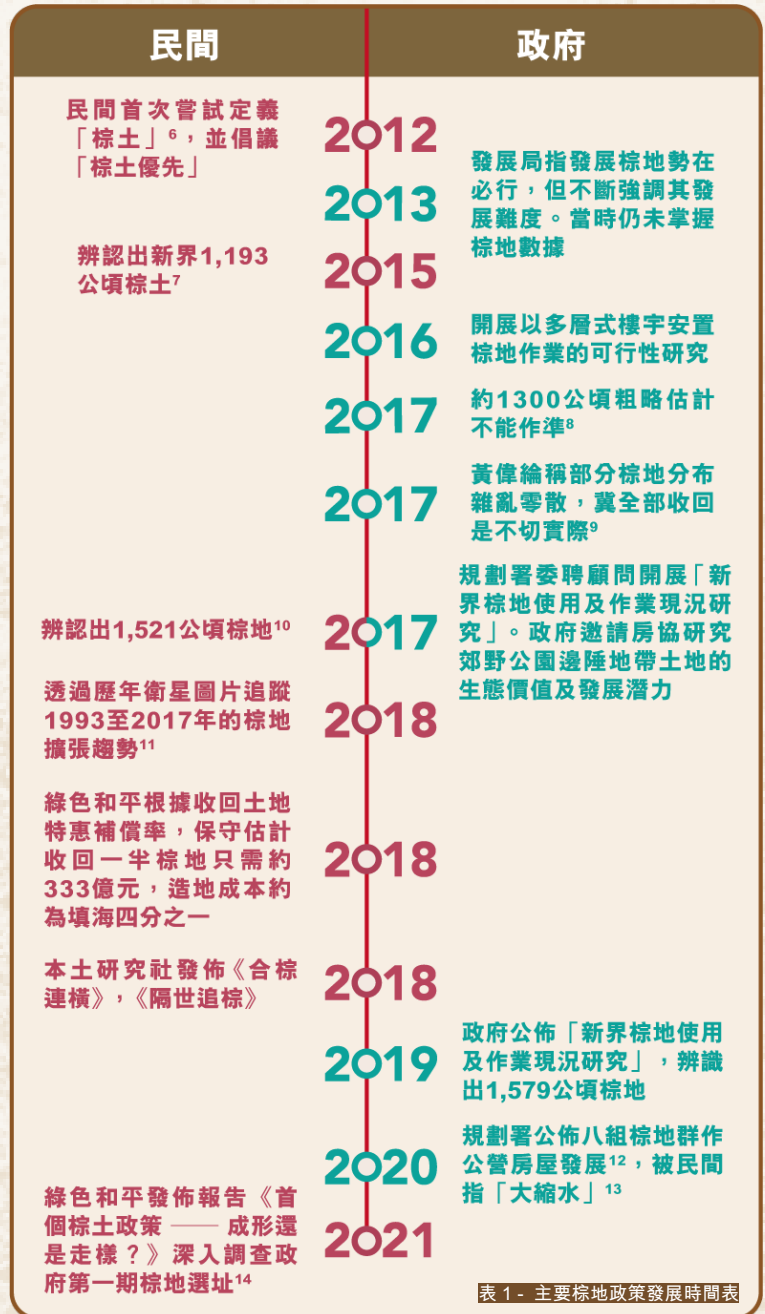 民間
政府
民間首次嘗試定義
「棕土」⁶，並倡議
「棕土優先」
2012
2013
發展局指發展棕地勢在
必行，但不斷強調其發
展難度。當時仍未掌握
棕地數據
辨認出新界1,193
公頃棕土⁷
2015
2016
開展以多層式樓宇安置
棕地作業的可行性研究
2017
約1300公頃粗略估計
不能作準⁸
2017
黃偉綸稱部分棕地分布
雜亂零散，冀全部收回
是不切實際⁹
辨認出1,521公頃棕地¹⁰
2017
規劃署委聘顧問開展「新
界棕地使用及作業現況研
究」。政府邀請房協研究
郊野公園邊陲地帶土地的
生態價值及發展潛力
透過歷年衛星圖片追蹤
1993至2017年的棕地
擴張趨勢¹¹
2018
綠色和平根據收回土地
特惠補償率，保守估計
收回一半棕地只需約
333億元，造地成本約
為填海四分之一
2018
本土研究社發佈《合棕
連橫》，《隔世追棕》
2018
2019
政府公佈「新界棕地使用
及作業現況研究」，辨識
出1,579公頃棕地
2020
規劃署公佈八組棕地群作
公營房屋發展¹²，被民間
指「大縮水」¹³
綠色和平發佈報告《首
個棕土政策 —— 成形還
是走樣？》深入調查政
府第一期棕地選址¹⁴
2021
表 1 - 主要棕地政策發展時間表